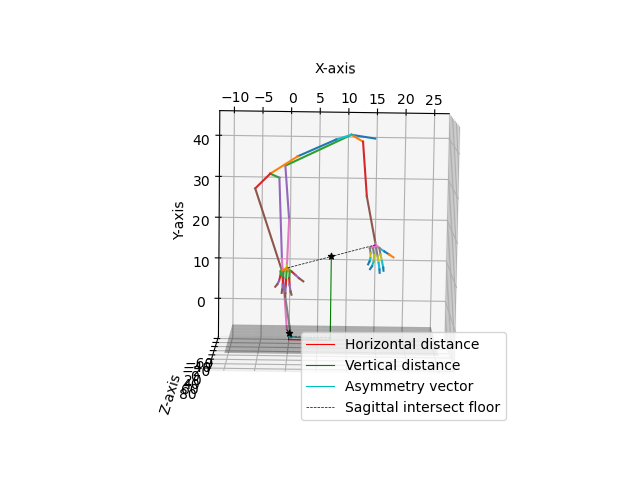 X-axis
−10 −5 0 5 10 15 20 25
40
30
20
10
0
Y-axis
Z-axis
80
Horizontal distance
Vertical distance
Asymmetry vector
Sagittal intersect floor